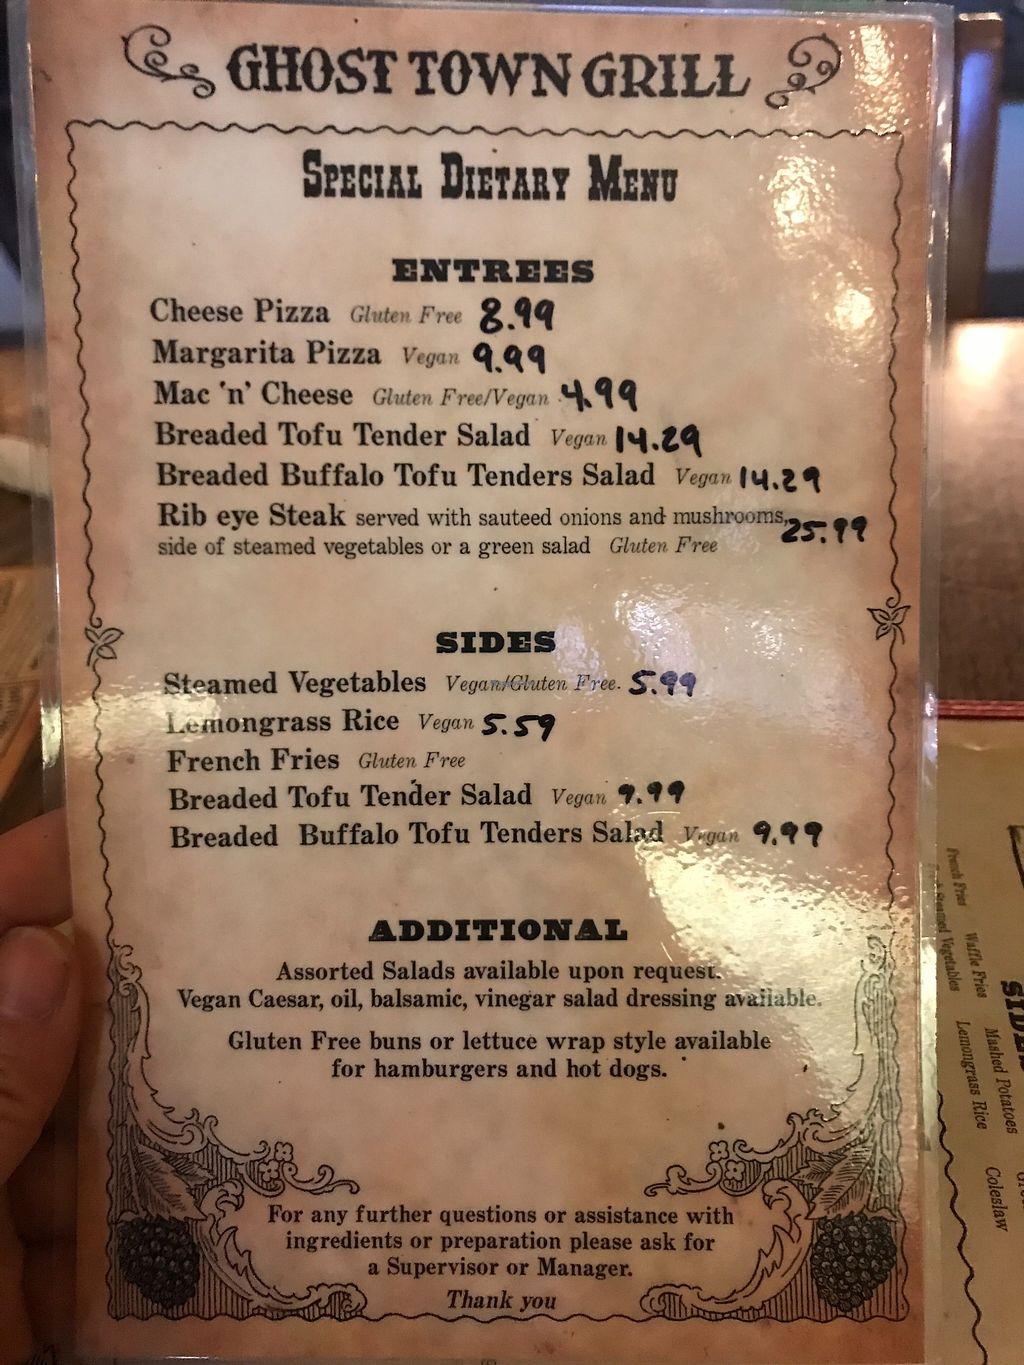 GHOST TOWN GRILL
SPECIAL DIETARY MENU
ENTREES
Cheese Pizza Gluten Free 8.99
Margarita Pizza Vegan 9.99
Mac 'n' Cheese Gluten Free/Vegan 4.99
Breaded Tofu Tender Salad Vegan 14.29
Breaded Buffalo Tofu Tenders Salad Vegan 14.29
Rib eye Steak served with sauteed onions and mushrooms, 25.99
side of steamed vegetables or a green salad Gluten Free
SIDES
Steamed Vegetables Vegan/Gluten Free 5.99
Lemongrass Rice Vegan 5.59
French Fries Gluten Free
Breaded Tofu Tender Salad Vegan 9.99
Breaded Buffalo Tofu Tenders Salad Vegan 9.99
ADDITIONAL
Assorted Salads available upon request.
Vegan Caesar, oil, balsamic, vinegar salad dressing available.
Gluten Free buns or lettuce wrap style available
for hamburgers and hot dogs.
For any further questions or assistance with
ingredients or preparation please ask for
a Supervisor or Manager.
Thank you
SIDES
Mashed Potatoes Coleslaw
Waffle Fries Lemongrass Rice
French Fries
Steamed Vegetables